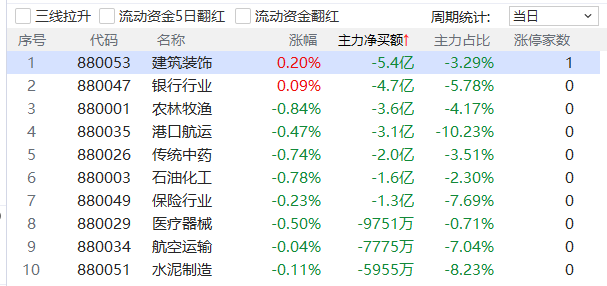 三线拉升 流动资金5日翻红 流动资金翻红 周期统计： 当日
序号 代码 名称 涨幅 主力净买额↑ 主力占比 涨停家数
1 880053 建筑装饰 0.20% -5.4亿 -3.29% 1
2 880047 银行行业 0.09% -4.7亿 -5.78% 0
3 880001 农林牧渔 -0.84% -3.6亿 -4.17% 0
4 880035 港口航运 -0.47% -3.1亿 -10.23% 0
5 880026 传统中药 -0.74% -2.0亿 -3.51% 0
6 880003 石油化工 -0.78% -1.6亿 -2.30% 0
7 880049 保险行业 -0.23% -1.3亿 -7.69% 0
8 880029 医疗器械 -0.50% -9751万 -0.71% 0
9 880034 航空运输 -0.04% -7775万 -7.04% 0
10 880051 水泥制造 -0.11% -5955万 -8.23% 0